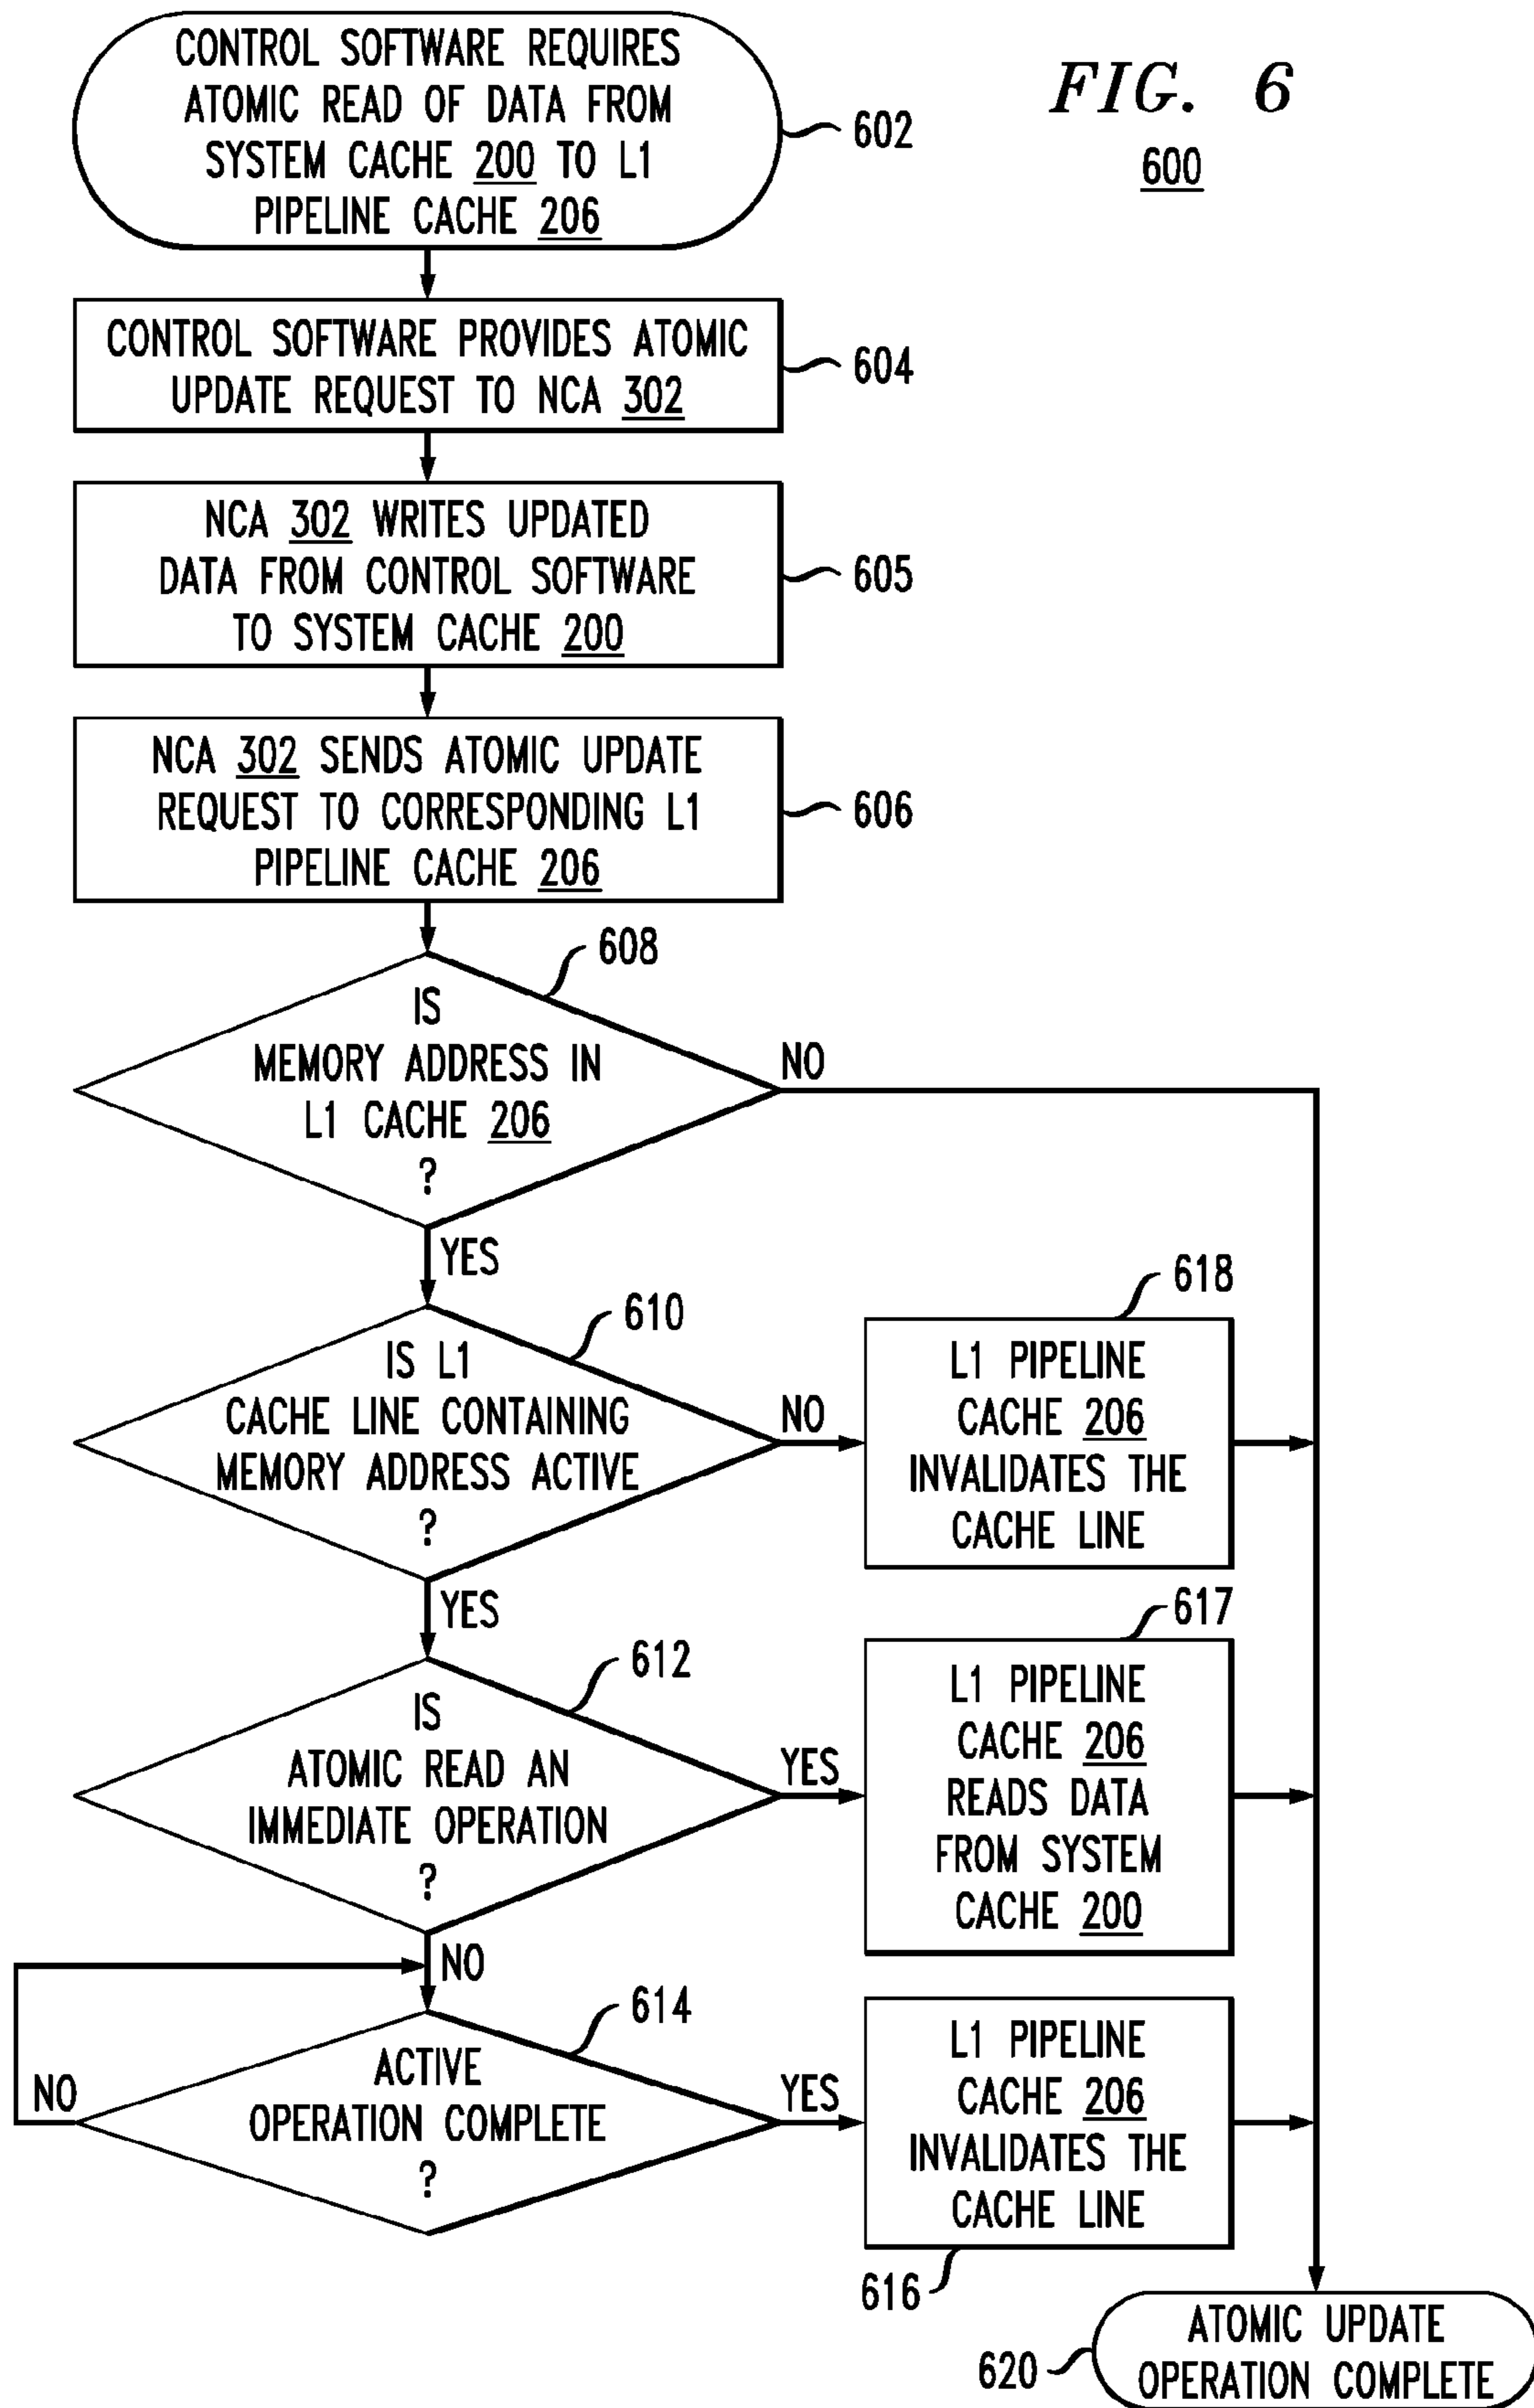 CONTROL SOFTWARE REQUIRES
ATOMIC READ OF DATA FROM
SYSTEM CACHE 200 TO L1
PIPELINE CACHE 206
602
FIG. 6
600
CONTROL SOFTWARE PROVIDES ATOMIC
UPDATE REQUEST TO NCA 302
604
NCA 302 WRITES UPDATED
DATA FROM CONTROL SOFTWARE
TO SYSTEM CACHE 200
605
NCA 302 SENDS ATOMIC UPDATE
REQUEST TO CORRESPONDING L1
PIPELINE CACHE 206
606
608
IS
MEMORY ADDRESS IN
L1 CACHE 206
?
NO
YES
610
IS L1
CACHE LINE CONTAINING
MEMORY ADDRESS ACTIVE
?
NO
618
L1 PIPELINE
CACHE 206
INVALIDATES THE
CACHE LINE
YES
612
IS
ATOMIC READ AN
IMMEDIATE OPERATION
?
YES
617
L1 PIPELINE
CACHE 206
READS DATA
FROM SYSTEM
CACHE 200
NO
614
ACTIVE
OPERATION COMPLETE
?
NO
YES
L1 PIPELINE
CACHE 206
INVALIDATES THE
CACHE LINE
616
620
ATOMIC UPDATE
OPERATION COMPLETE